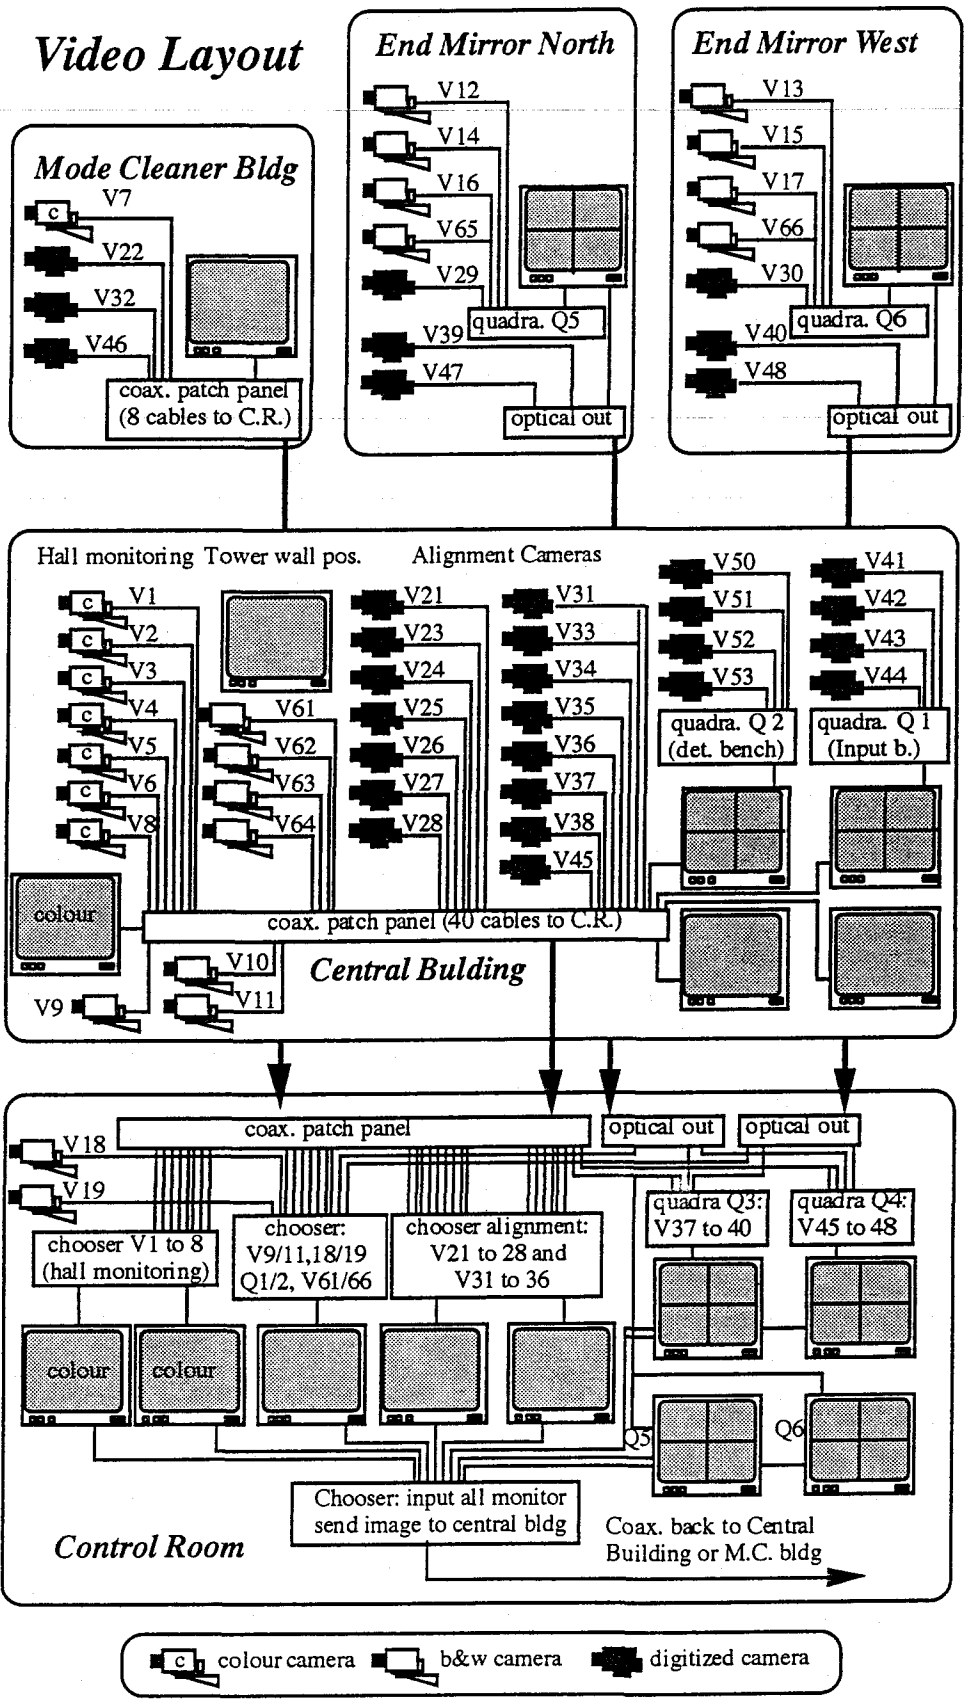 Video Layout
End Mirror North
V12
V14
V16
V65
V29
quadra. Q5
V39
V47
optical out
End Mirror West
V13
V15
V17
V66
V30
quadra. Q6
V40
V48
optical out
Mode Cleaner Bldg
c
V7
V22
V32
V46
coax. patch panel
(8 cables to C.R.)
Hall monitoring
Tower wall pos.
Alignment Cameras
c
V1
c
V2
c
V3
c
V4
c
V5
c
V6
c
V8
V61
V62
V63
V64
V21
V23
V24
V25
V26
V27
V28
V31
V33
V34
V35
V36
V37
V38
V45
V50
V51
V52
V53
quadra. Q 2
(det. bench)
V41
V42
V43
V44
quadra. Q 1
(Input b.)
colour
coax. patch panel (40 cables to C.R.)
V10
V9
V11
Central Bulding
coax. patch panel
optical out
optical out
V18
V19
chooser V1 to 8
(hall monitoring)
chooser:
V9/11,18/19
Q1/2, V61/66
chooser alignment:
V21 to 28 and
V31 to 36
quadra Q3:
V37 to 40
quadra Q4:
V45 to 48
colour
colour
Q5
Q6
Chooser: input all monitor
send image to central bldg
Coax. back to Central
Building or M.C. bldg
Control Room
c
colour camera
b&w camera
digitized camera